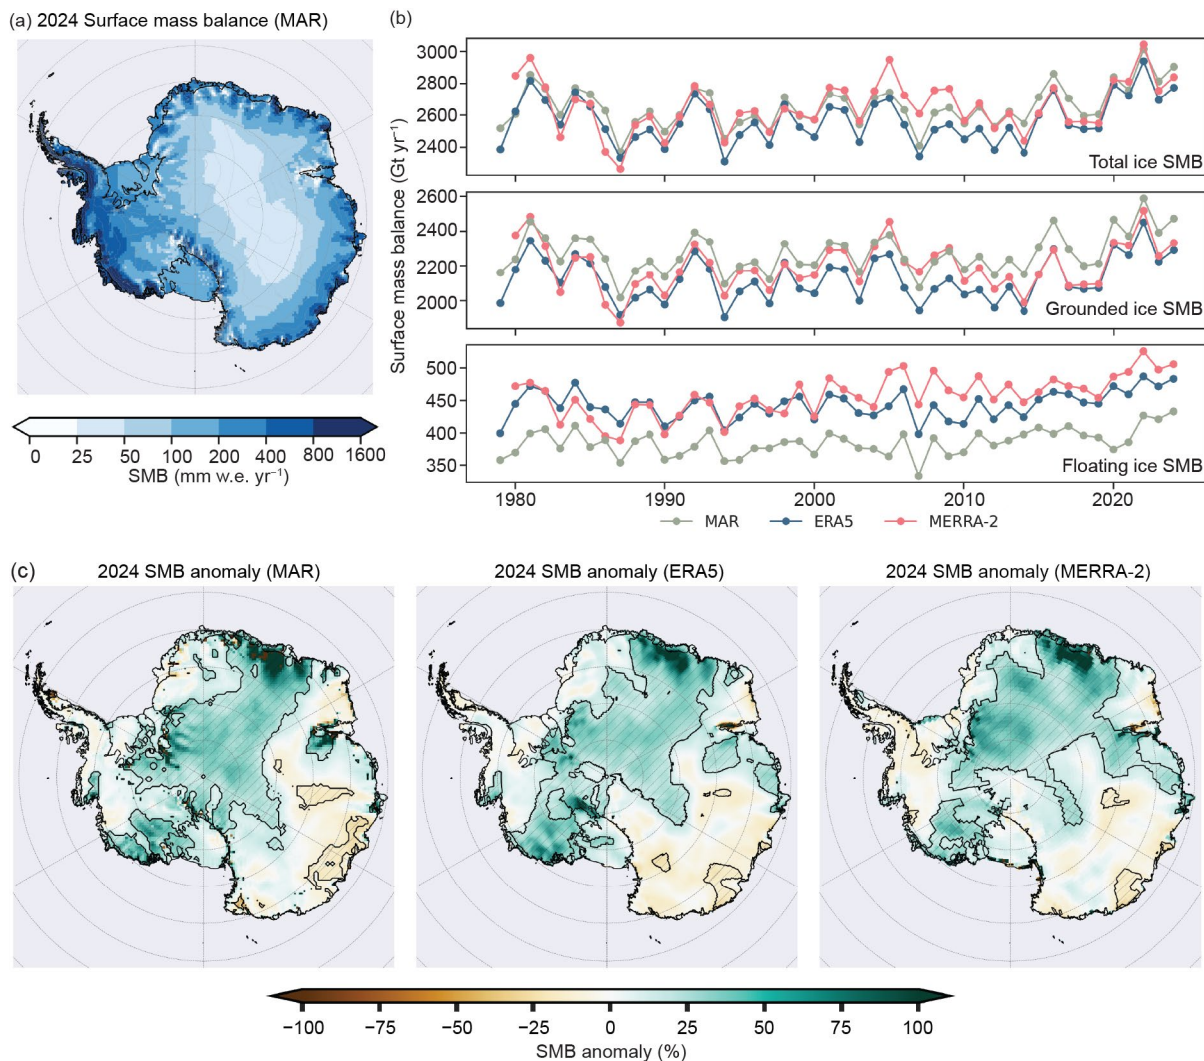 (a) 2024 Surface mass balance (MAR)
0 25 50 100 200 400 800 1600
SMB (mm w.e. yr⁻¹)
(b)
Surface mass balance (Gt yr⁻¹)
3000
2800
2600
2400
Total ice SMB
2600
2400
2200
2000
Grounded ice SMB
500
450
400
350
Floating ice SMB
1980 1990 2000 2010 2020
MAR ERA5 MERRA-2
(c)
2024 SMB anomaly (MAR)
2024 SMB anomaly (ERA5)
2024 SMB anomaly (MERRA-2)
−100 −75 −50 −25 0 25 50 75 100
SMB anomaly (%)